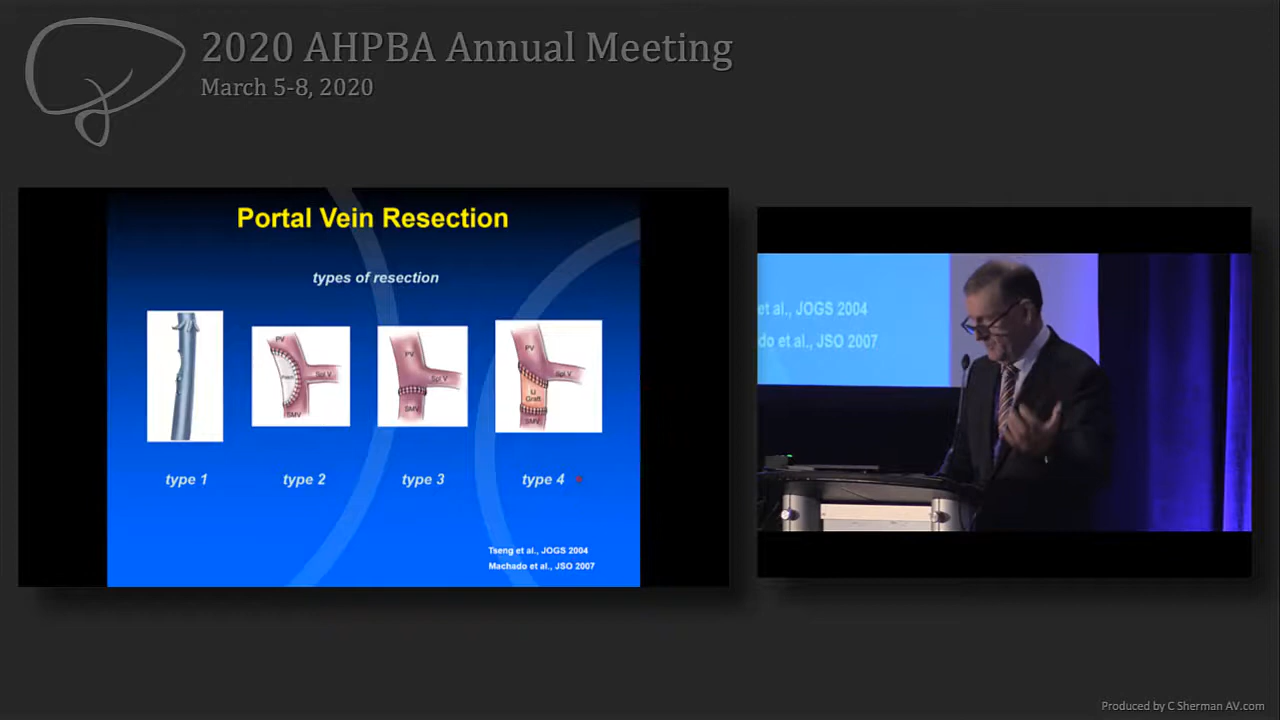 2020 AHPBA Annual Meeting
March 5-8, 2020
Portal Vein Resection
types of resection
PV
Spl.V
SMV
PV
Spl.V
SMV
PV
Spl.V
IJ
Graft
SMV
type 1
type 2
type 3
type 4
Tseng et al., JOGS 2004
Machado et al., JSO 2007
et al., JOGS 2004
do et al., JSO 2007
Produced by C Sherman AV.com